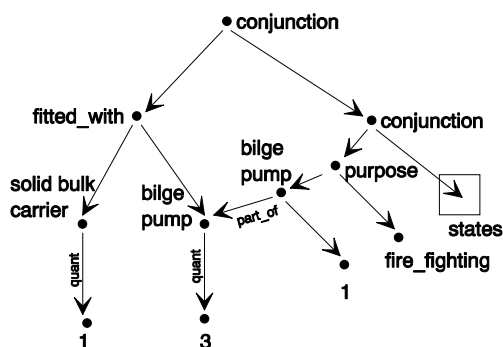 conjunction
fitted_with
conjunction
bilge
pump
purpose
solid bulk
carrier
bilge
pump
part_of
states
fire_fighting
quant
quant
1
1
3